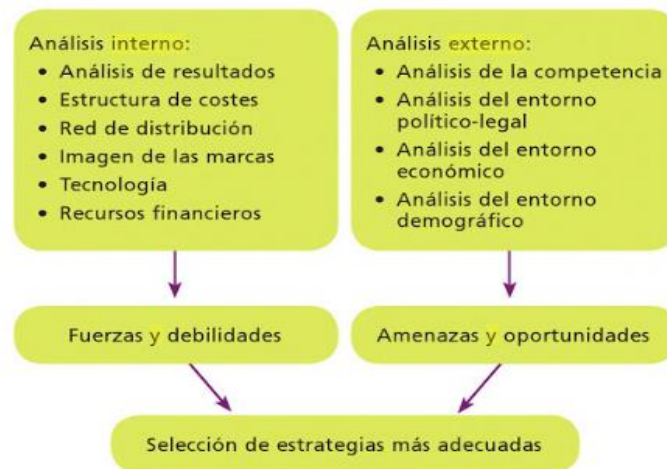 Análisis interno:
• Análisis de resultados
• Estructura de costes
• Red de distribución
• Imagen de las marcas
• Tecnología
• Recursos financieros
Análisis externo:
• Análisis de la competencia
• Análisis del entorno
político-legal
• Análisis del entorno
económico
• Análisis del entorno
demográfico
Fuerzas y debilidades
Amenazas y oportunidades
Selección de estrategias más adecuadas